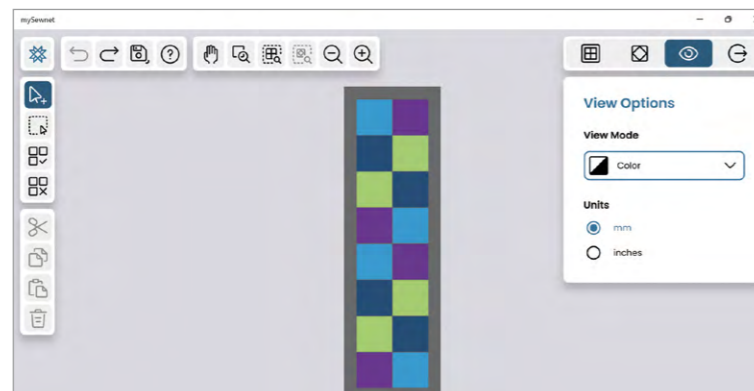 mySewnet
View Options
View Mode
Color
Units
mm
inches